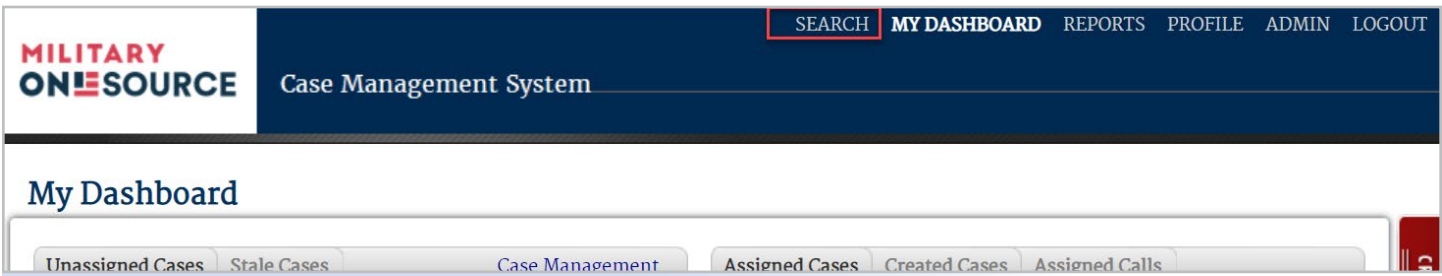 SEARCH MY DASHBOARD REPORTS PROFILE ADMIN LOGOUT
MILITARY
ONESOURCE
Case Management System
My Dashboard
Unassigned Cases Stale Cases Case Management Assigned Cases Created Cases Assigned Calls